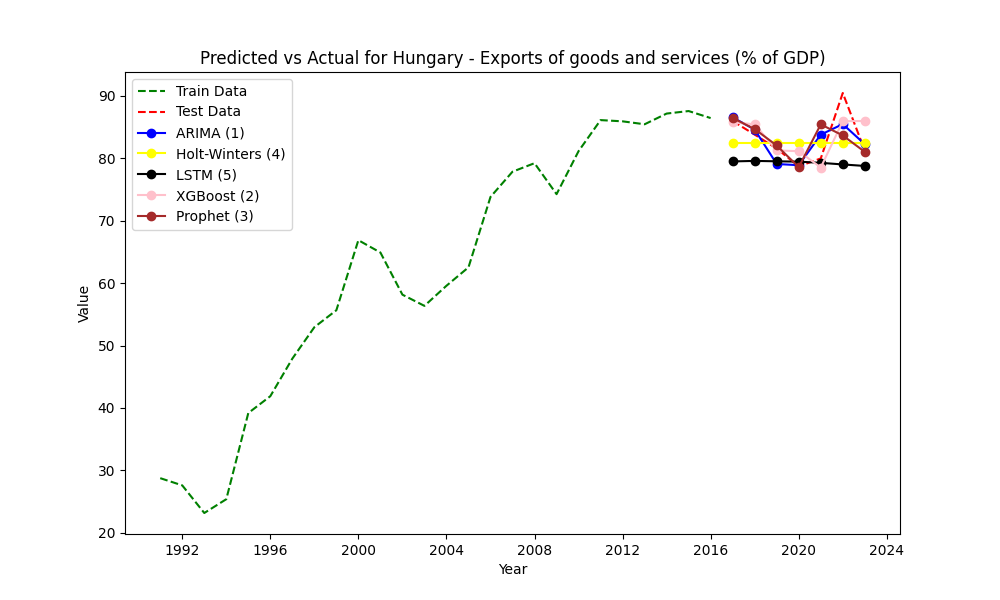 Predicted vs Actual for Hungary - Exports of goods and services (% of GDP)
Train Data
Test Data
ARIMA (1)
Holt-Winters (4)
LSTM (5)
XGBoost (2)
Prophet (3)
90
80
70
60
50
40
30
20
Value
1992 1996 2000 2004 2008 2012 2016 2020 2024
Year